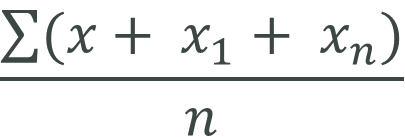 ∑(x + x₁ + xₙ)
n